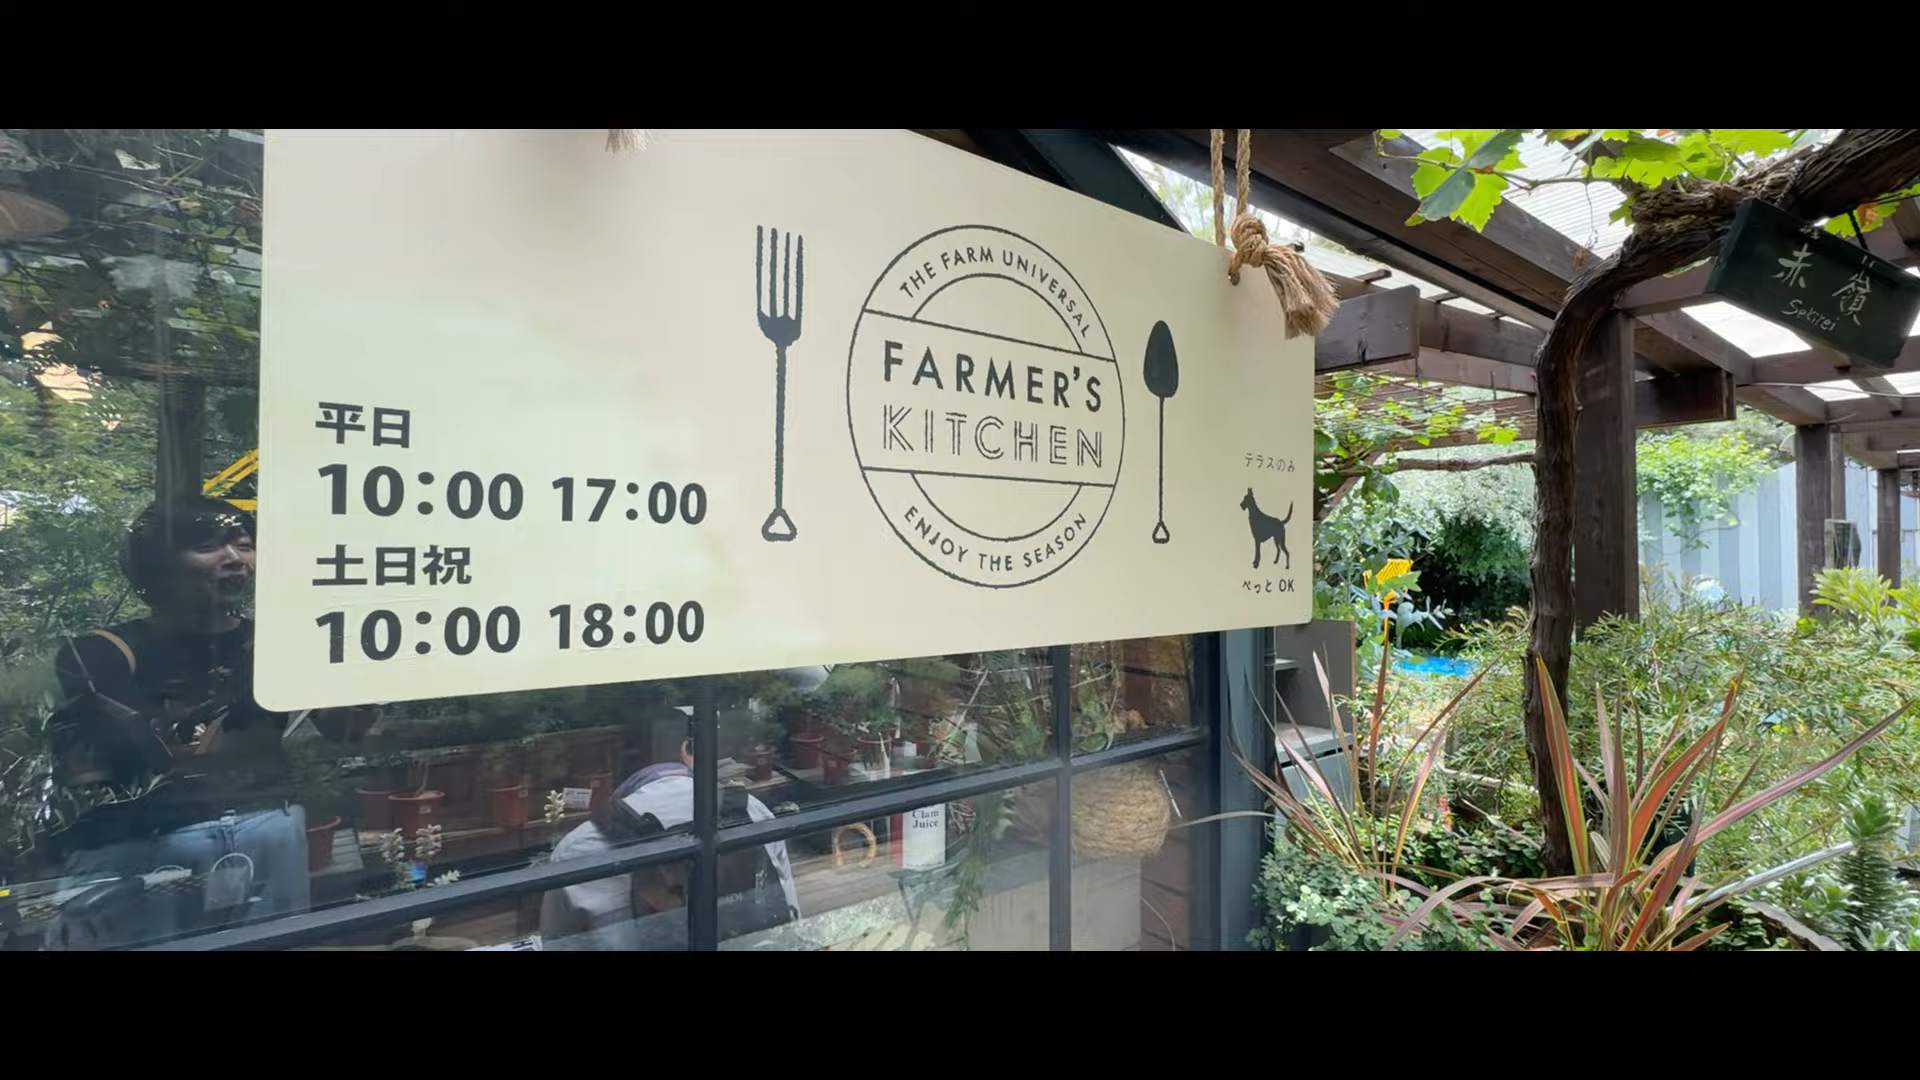 平日
10:00 17:00
土日祝
10:00 18:00
THE FARM UNIVERSAL
FARMER'S
KITCHEN
ENJOY THE SEASON
テラスのみ
ぺっと OK
赤嶺
Sekirei
Clam
Juice